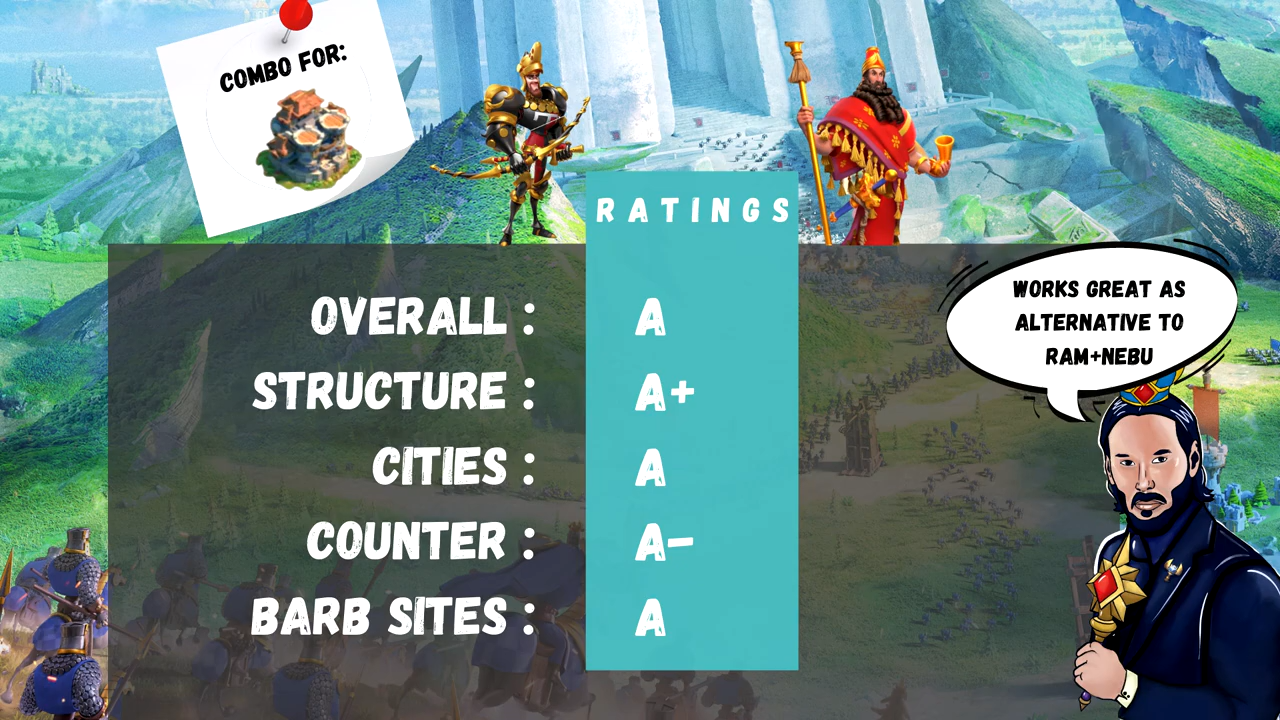 COMBO FOR:
RATINGS
OVERALL : A
STRUCTURE : A+
CITIES : A
COUNTER : A-
BARB SITES : A
WORKS GREAT AS
ALTERNATIVE TO
RAM+NEBU